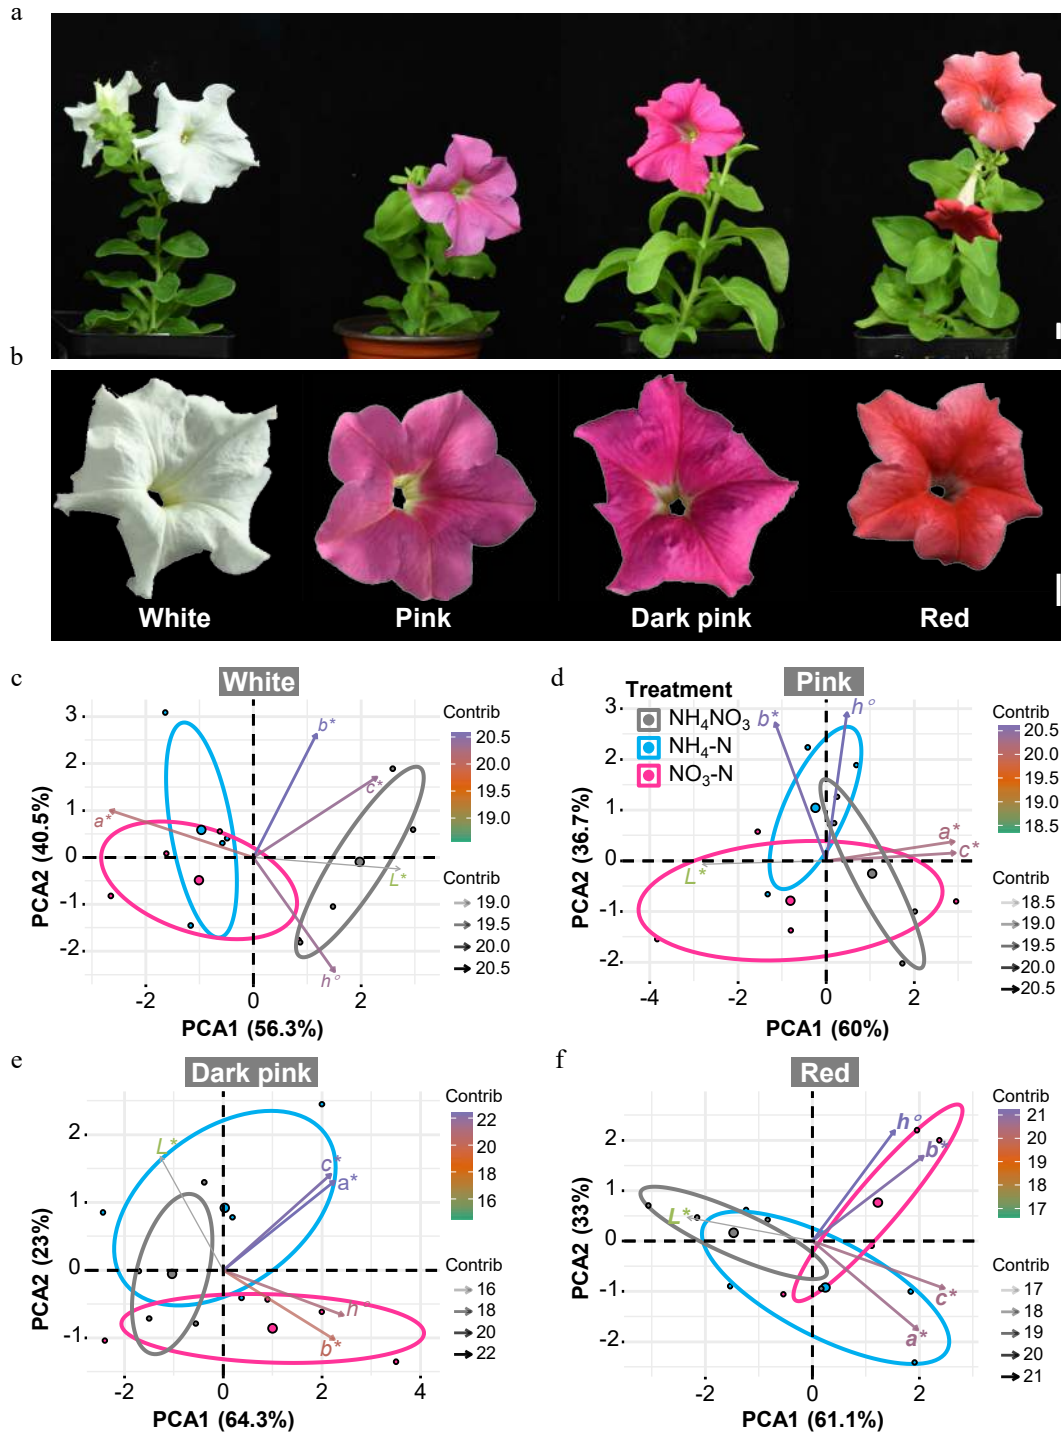 a
b
White Pink Dark pink Red
c
White
Contrib
20.5
20.0
19.5
19.0
Contrib
19.0
19.5
20.0
20.5
3
2
1
0
-1
-2
-2 0 2
PCA2 (40.5%)
PCA1 (56.3%)
a*
b*
c*
L*
h°
d
Treatment
NH₄NO₃
NH₄-N
NO₃-N
Pink
Contrib
20.5
20.0
19.5
19.0
18.5
Contrib
18.5
19.0
19.5
20.0
20.5
3
2
1
0
-1
-2
-4 -2 0 2
PCA2 (36.7%)
PCA1 (60%)
b*
h°
a*
c*
L*
e
Dark pink
Contrib
22
20
18
16
Contrib
16
18
20
22
2
1
0
-1
-2 0 2 4
PCA2 (23%)
PCA1 (64.3%)
L*
c*
a*
h°
b*
f
Red
Contrib
21
20
19
18
17
Contrib
17
18
19
20
21
2
1
0
-1
-2
-2 0 2
PCA2 (33%)
PCA1 (61.1%)
h°
b*
L*
c*
a*